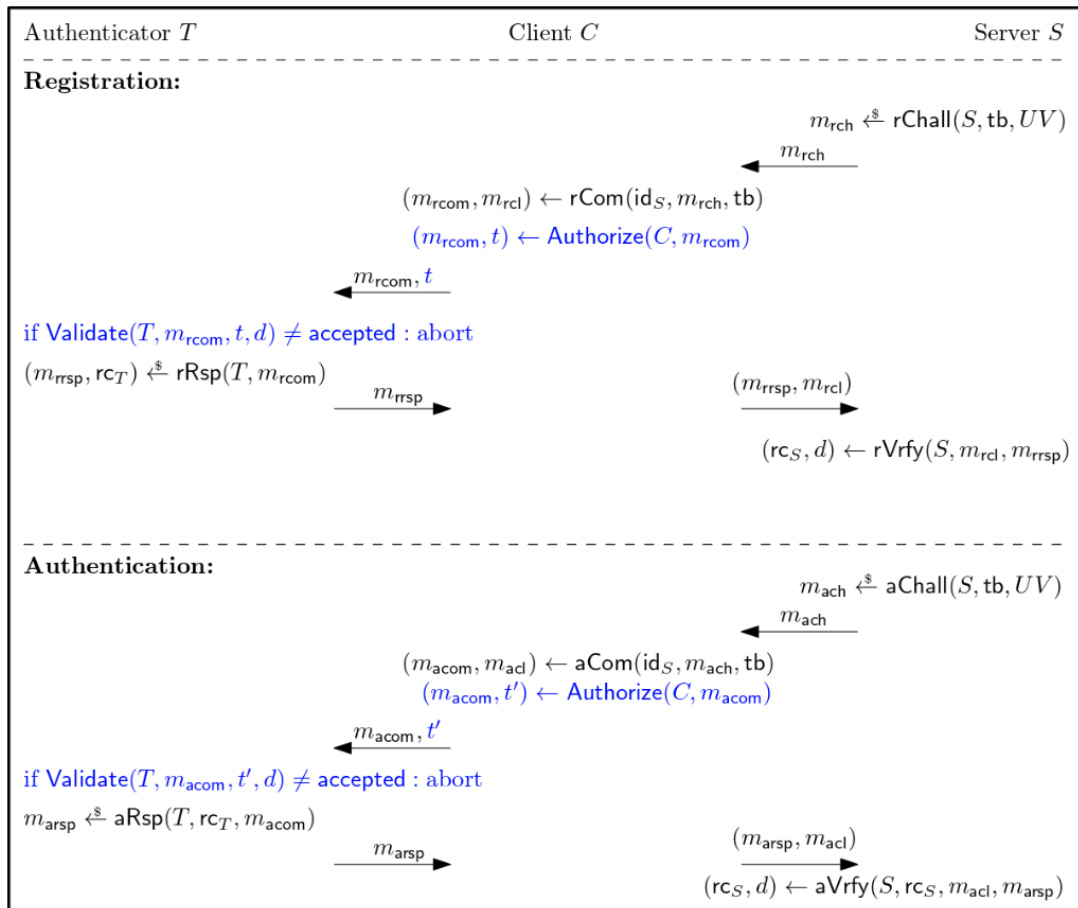 Authenticator T Client C Server S
Registration:
m_rch ←$ rChall(S, tb, UV)
m_rch
(m_rcom, m_rcl) ← rCom(id_S, m_rch, tb)
(m_rcom, t) ← Authorize(C, m_rcom)
m_rcom, t
if Validate(T, m_rcom, t, d) ≠ accepted : abort
(m_rrsp, rc_T) ←$ rRsp(T, m_rcom)
m_rrsp (m_rrsp, m_rcl)
(rc_S, d) ← rVrfy(S, m_rcl, m_rrsp)
Authentication:
m_ach ←$ aChall(S, tb, UV)
m_ach
(m_acom, m_acl) ← aCom(id_S, m_ach, tb)
(m_acom, t′) ← Authorize(C, m_acom)
m_acom, t′
if Validate(T, m_acom, t′, d) ≠ accepted : abort
m_arsp ←$ aRsp(T, rc_T, m_acom)
m_arsp (m_arsp, m_acl)
(rc_S, d) ← aVrfy(S, rc_S, m_acl, m_arsp)